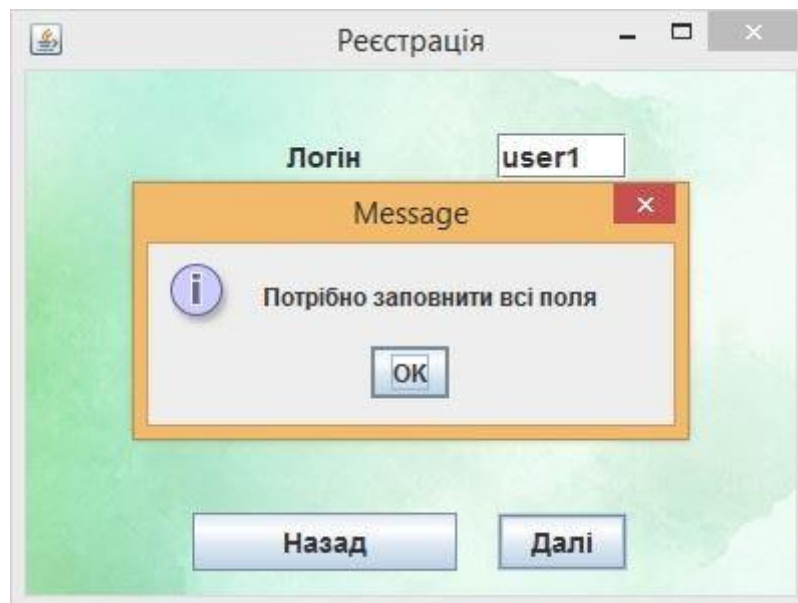 Реєстрація
Логін user1
Message
i
Потрібно заповнити всі поля
OK
Назад Далі